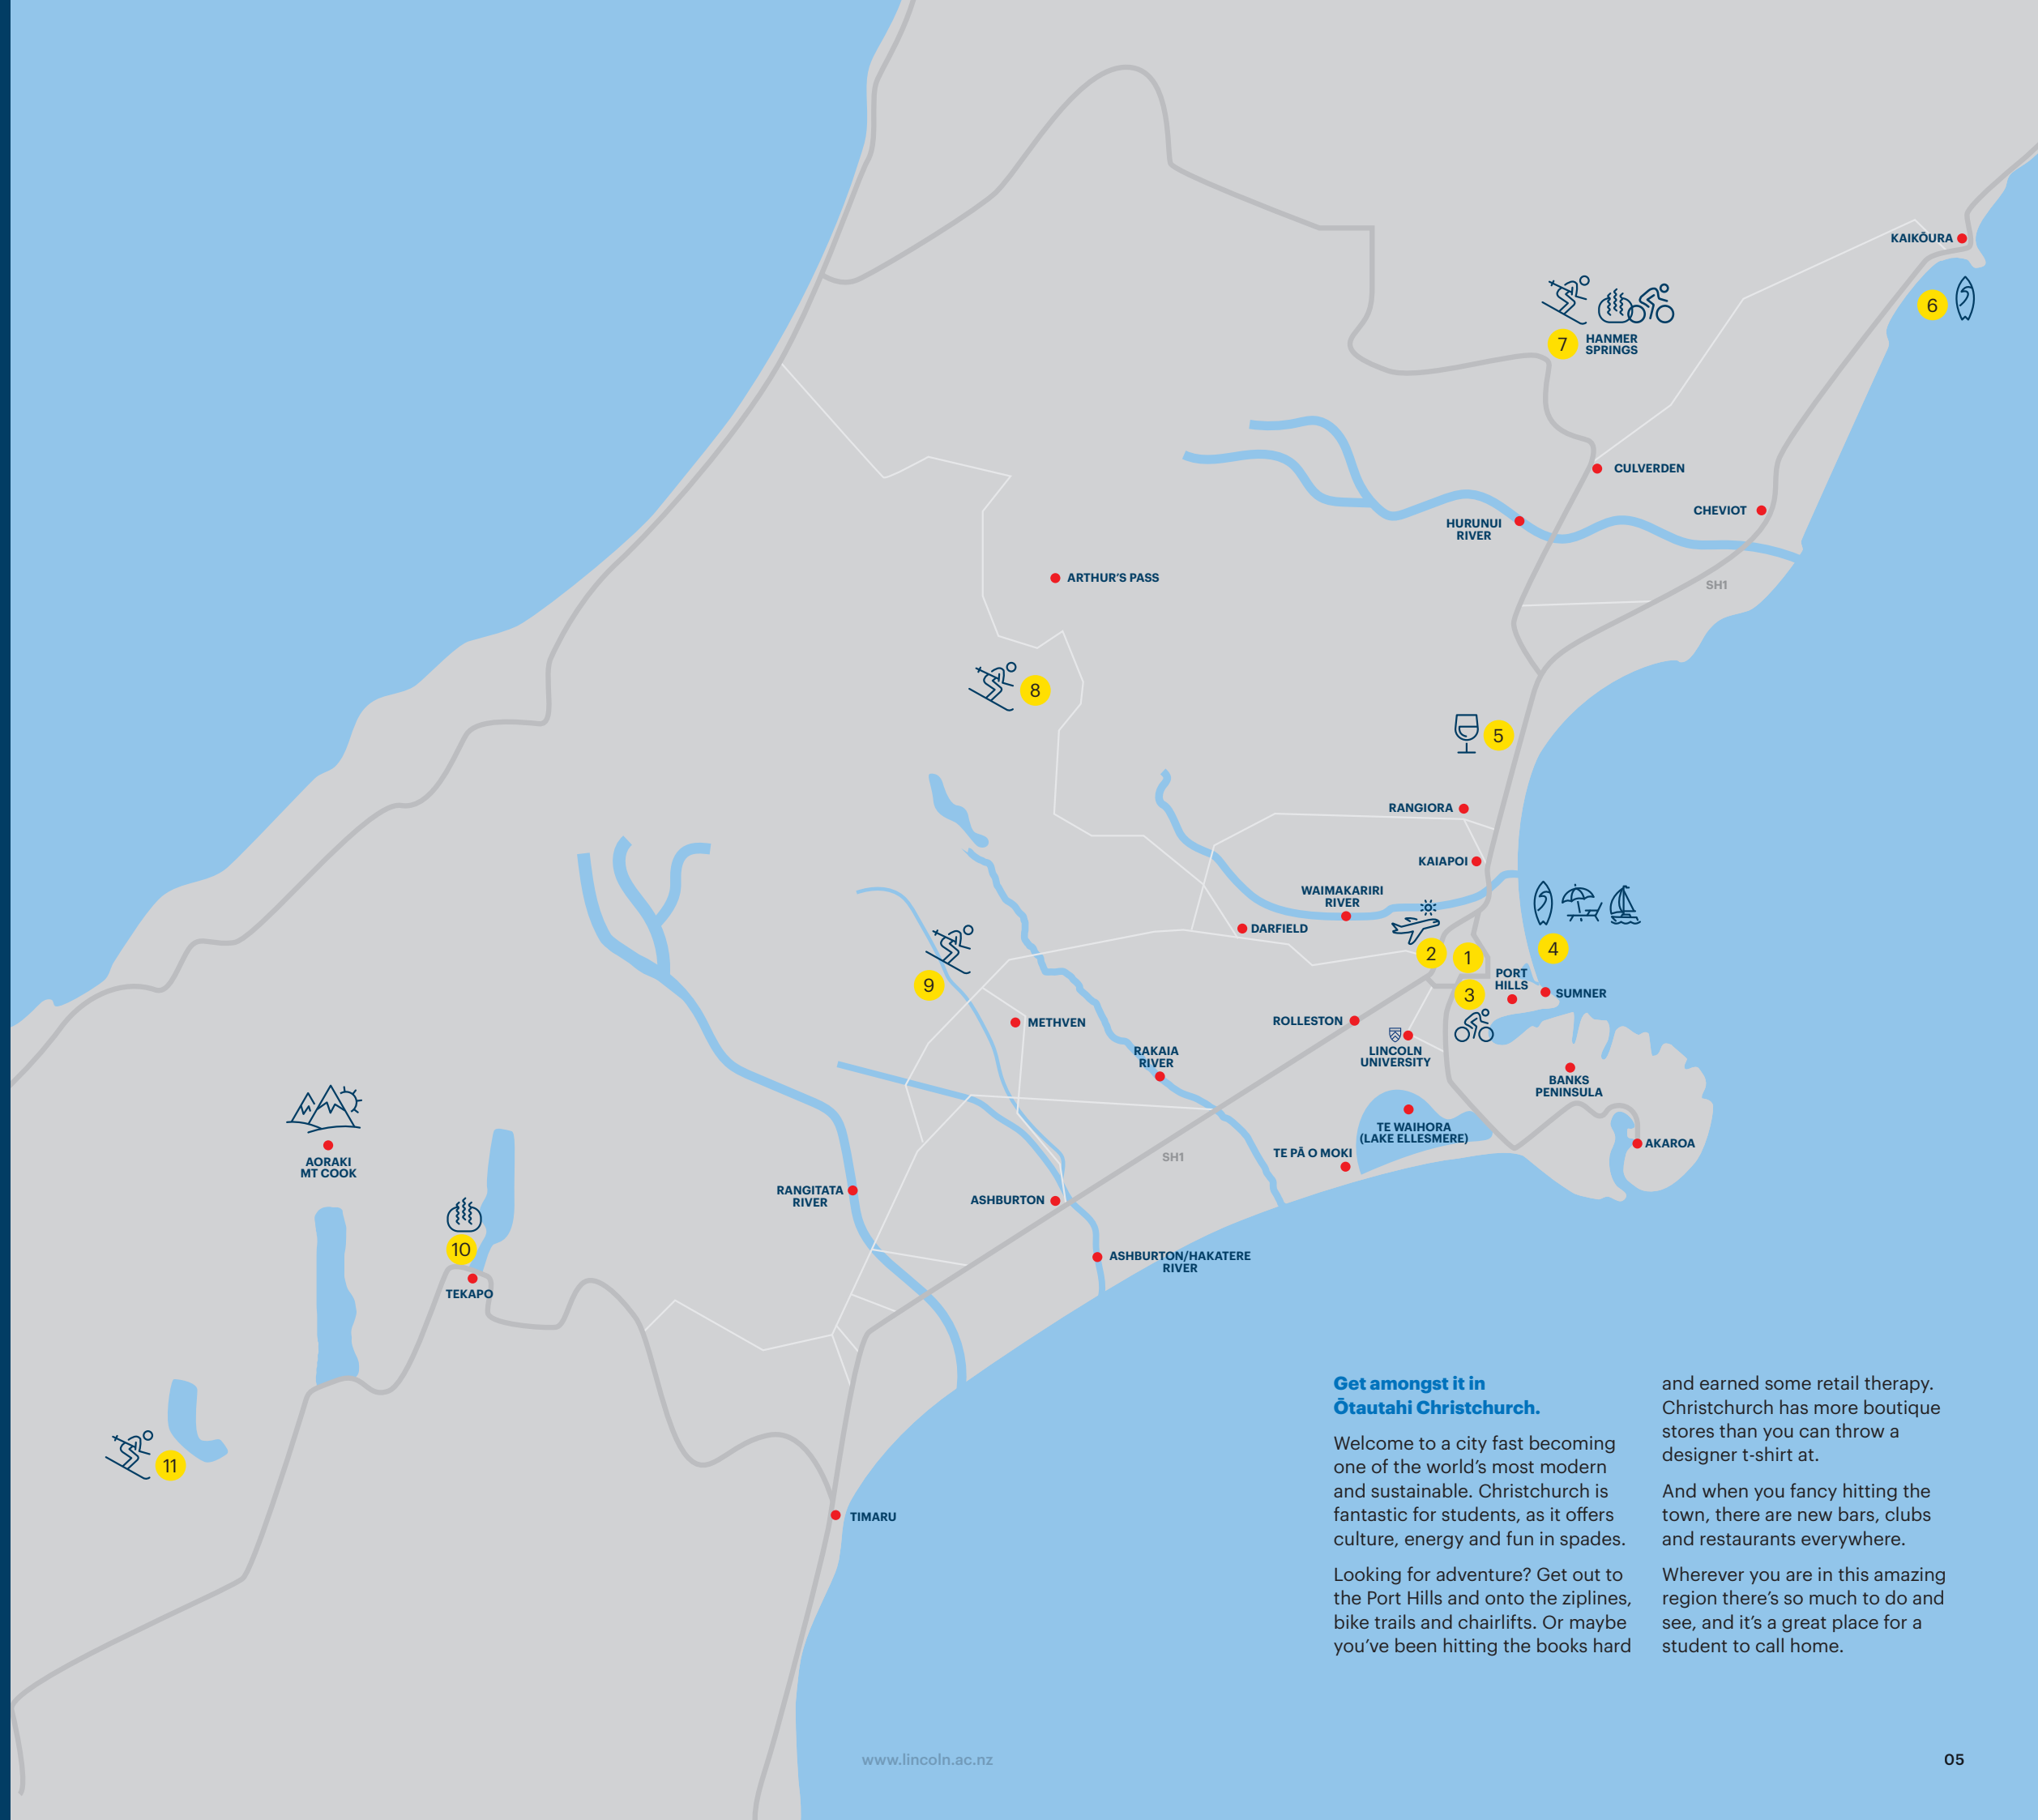 KAIKŌURA
6
7
HANMER
SPRINGS
CULVERDEN
CHEVIOT
HURUNUI
RIVER
ARTHUR'S PASS
SH1
8
5
RANGIORA
KAIAPOI
WAIMAKARIRI
RIVER
DARFIELD
2
1
4
9
PORT
HILLS
3
SUMNER
METHVEN
ROLLESTON
LINCOLN
UNIVERSITY
RAKAIA
RIVER
BANKS
PENINSULA
TE WAIHORA
(LAKE ELLESMERE)
AKAROA
TE PĀ O MOKI
SH1
AORAKI
MT COOK
RANGITATA
RIVER
ASHBURTON
10
TEKAPO
ASHBURTON/HAKATERE
RIVER
11
TIMARU
Get amongst it in
Ōtautahi Christchurch.
Welcome to a city fast becoming
one of the world's most modern
and sustainable. Christchurch is
fantastic for students, as it offers
culture, energy and fun in spades.
Looking for adventure? Get out to
the Port Hills and onto the ziplines,
bike trails and chairlifts. Or maybe
you've been hitting the books hard
and earned some retail therapy.
Christchurch has more boutique
stores than you can throw a
designer t-shirt at.
And when you fancy hitting the
town, there are new bars, clubs
and restaurants everywhere.
Wherever you are in this amazing
region there's so much to do and
see, and it's a great place for a
student to call home.
www.lincoln.ac.nz
05